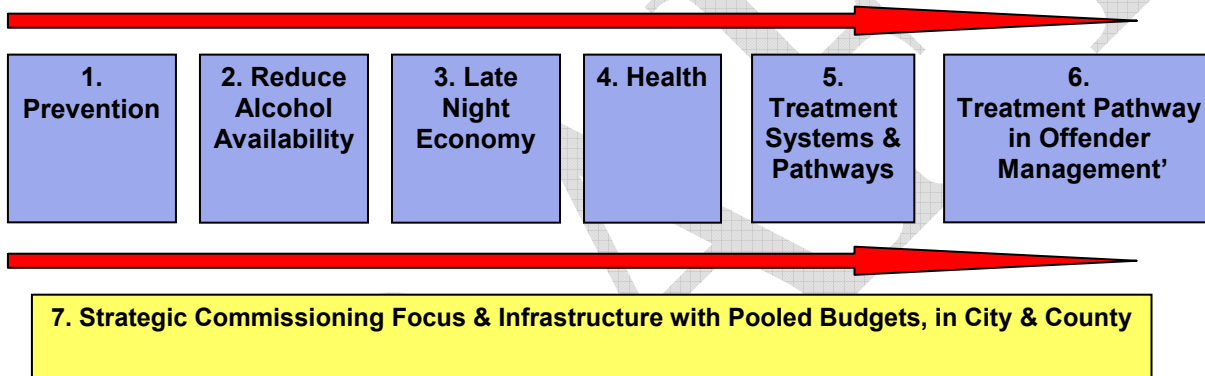 1.
Prevention
2. Reduce
Alcohol
Availability
3. Late
Night
Economy
4. Health
5.
Treatment
Systems &
Pathways
6.
Treatment Pathway
in Offender
Management’
7. Strategic Commissioning Focus & Infrastructure with Pooled Budgets, in City & County